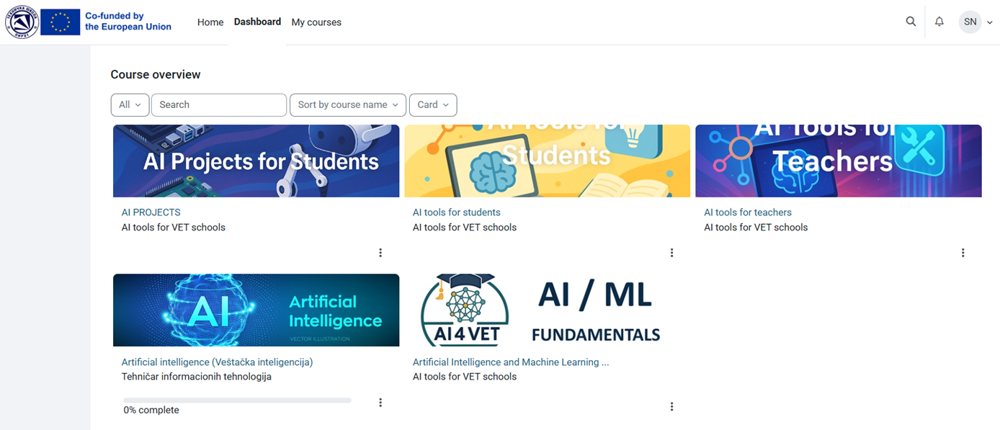 Co-funded by
the European Union
Home Dashboard My courses
SN
Course overview
All Search Sort by course name Card
AI Projects for Students
AI Tools for
Students
AI Tools for
Teachers
AI PROJECTS
AI tools for VET schools
AI tools for students
AI tools for VET schools
AI tools for teachers
AI tools for VET schools
AI
Artificial
Intelligence
VECTOR ILLUSTRATION
AI4VET
AI / ML
FUNDAMENTALS
Artificial intelligence (Veštačka inteligencija)
Tehničar informacionih tehnologija
0% complete
Artificial Intelligence and Machine Learning ...
AI tools for VET schools